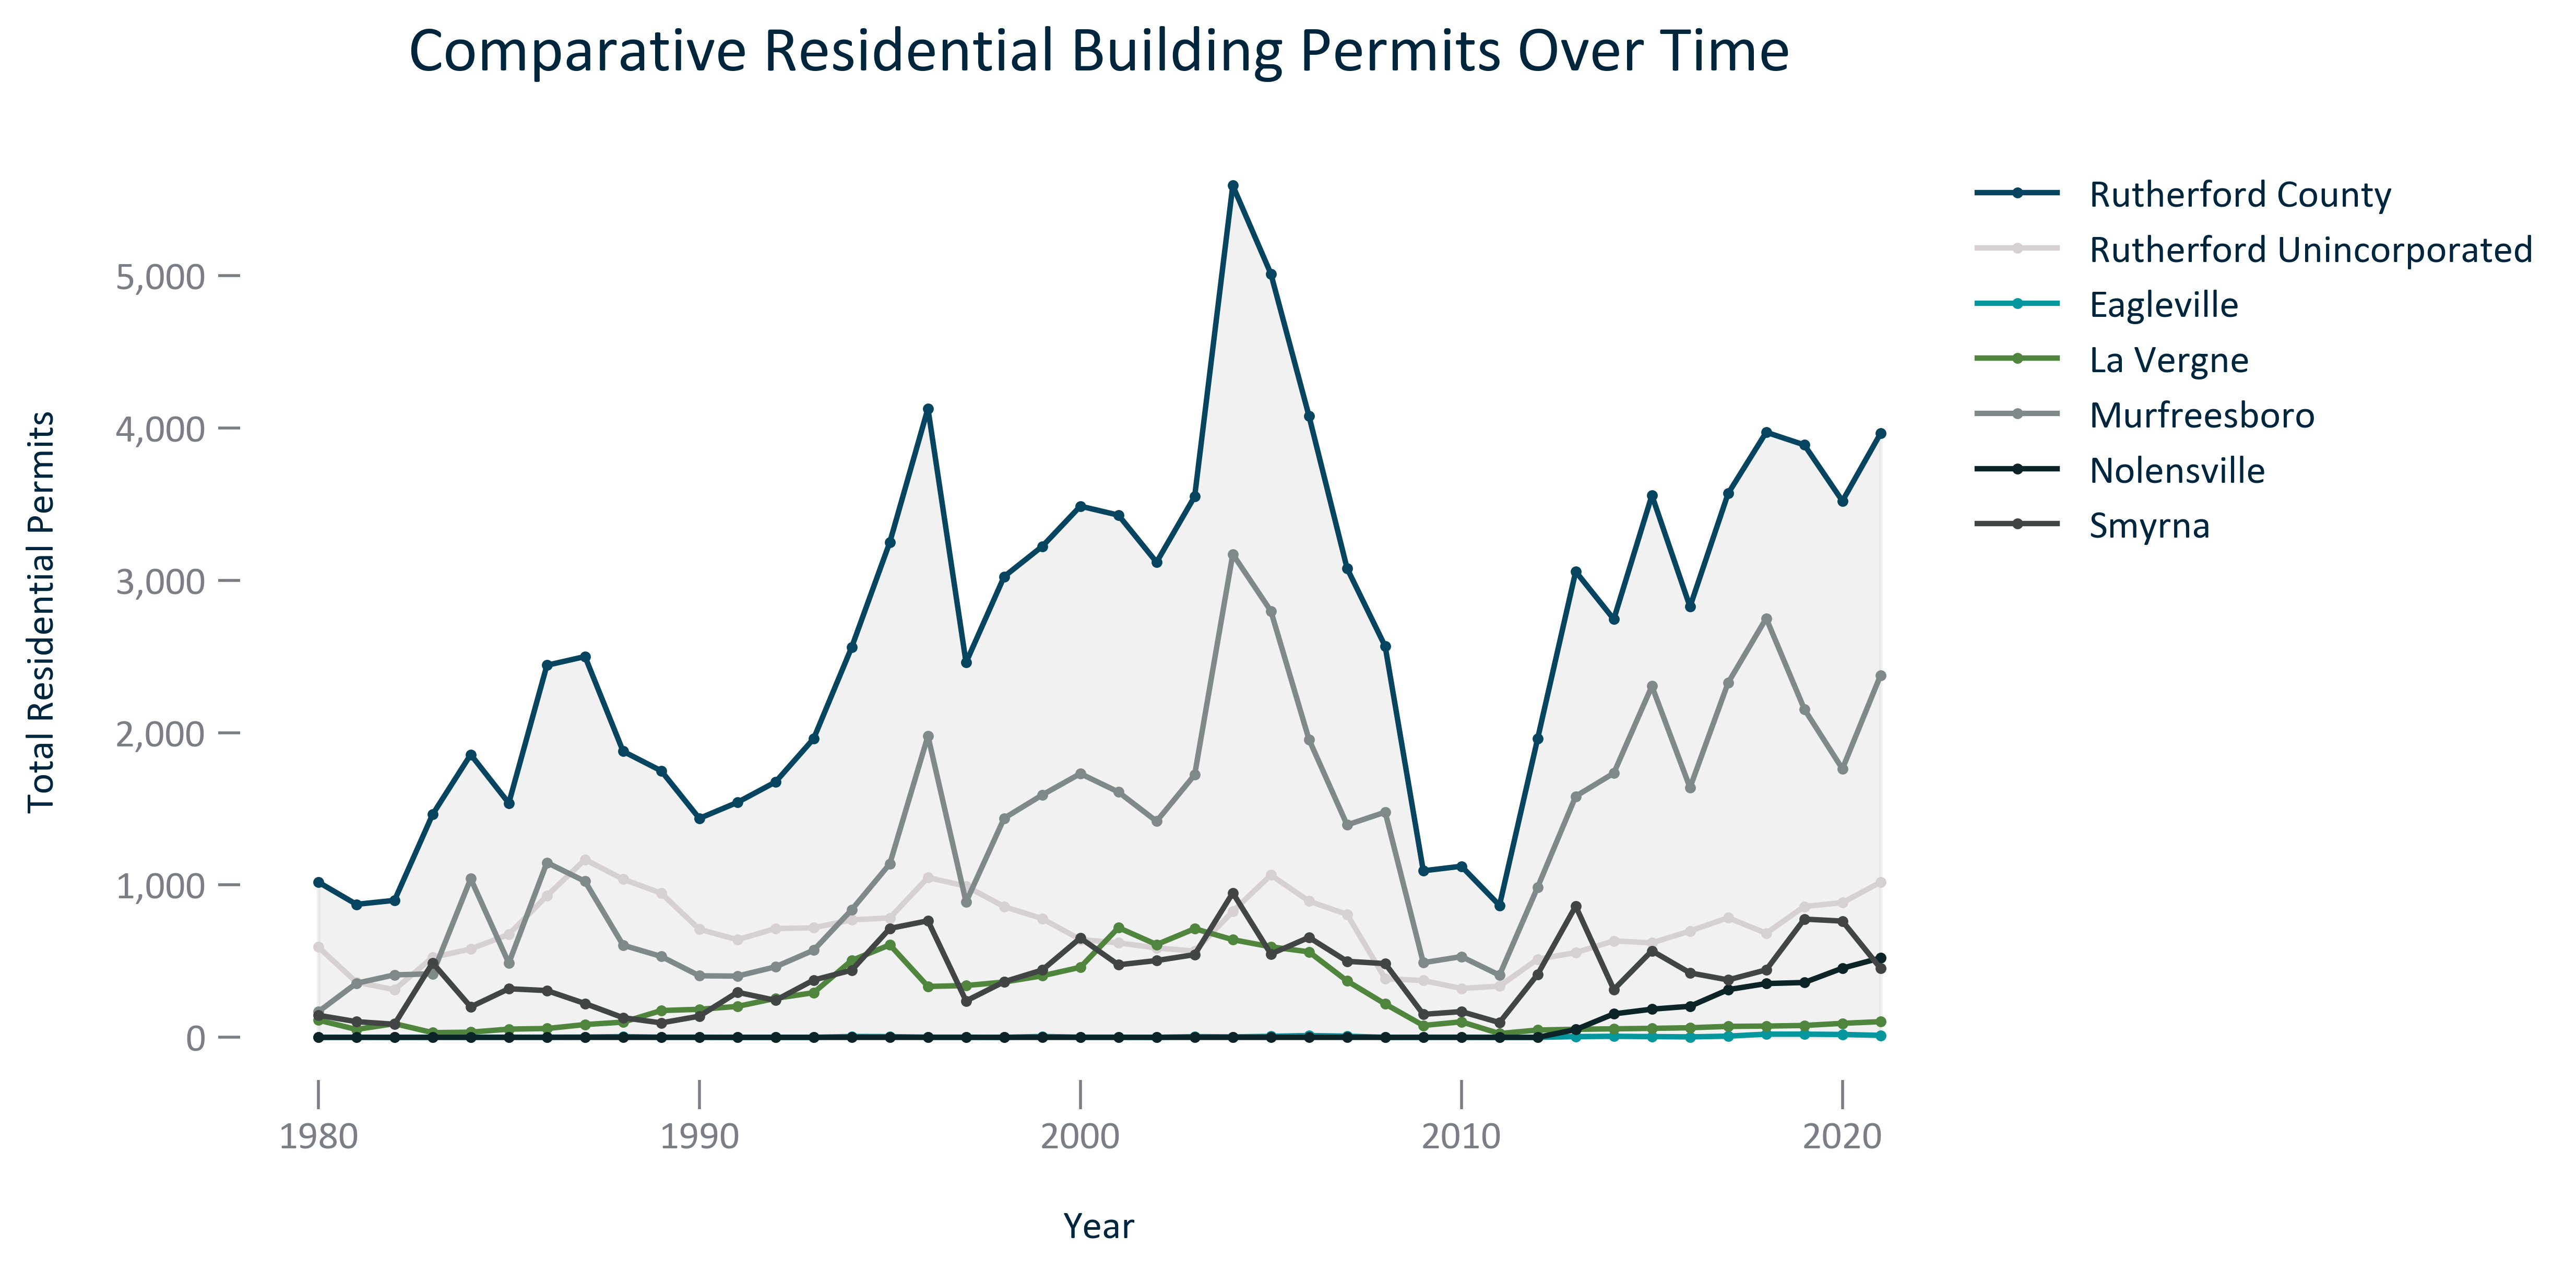 Comparative Residential Building Permits Over Time
Total Residential Permits
5,000
4,000
3,000
2,000
1,000
0
1980 1990 2000 2010 2020
Year
Rutherford County
Rutherford Unincorporated
Eagleville
La Vergne
Murfreesboro
Nolensville
Smyrna